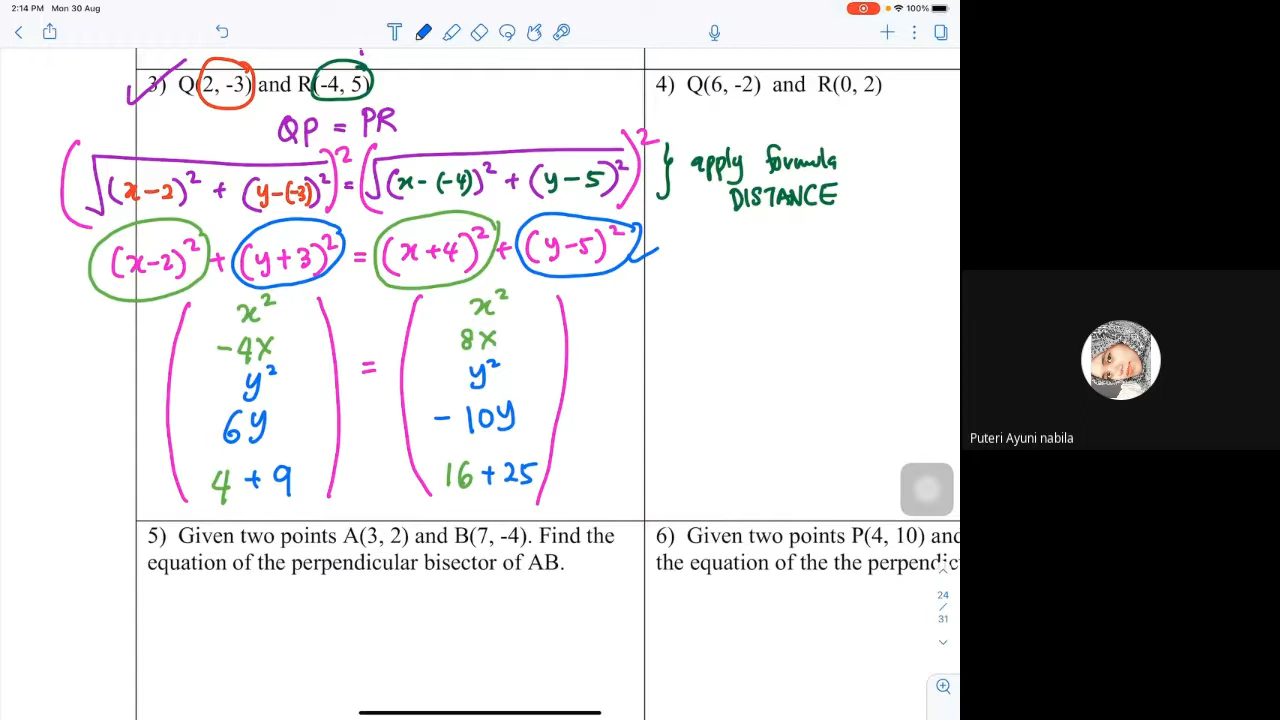 2:14 PM Mon 30 Aug
100%
T
3) Q(2, -3) and R(-4, 5)
4) Q(6, -2) and R(0, 2)
QP = PR
(√(x-2)² + (y-(-3)²)² = (√(x-(-4))² + (y-5)²)²
} apply formula
DISTANCE
(x-2)² + (y+3)² = (x+4)² + (y-5)²
x² x²
-4x 8x
y² = y²
6y - 10y
4 + 9 16 + 25
5) Given two points A(3, 2) and B(7, -4). Find the
equation of the perpendicular bisector of AB.
6) Given two points P(4, 10) and
the equation of the the perpendic
24
/
31
Puteri Ayuni nabila